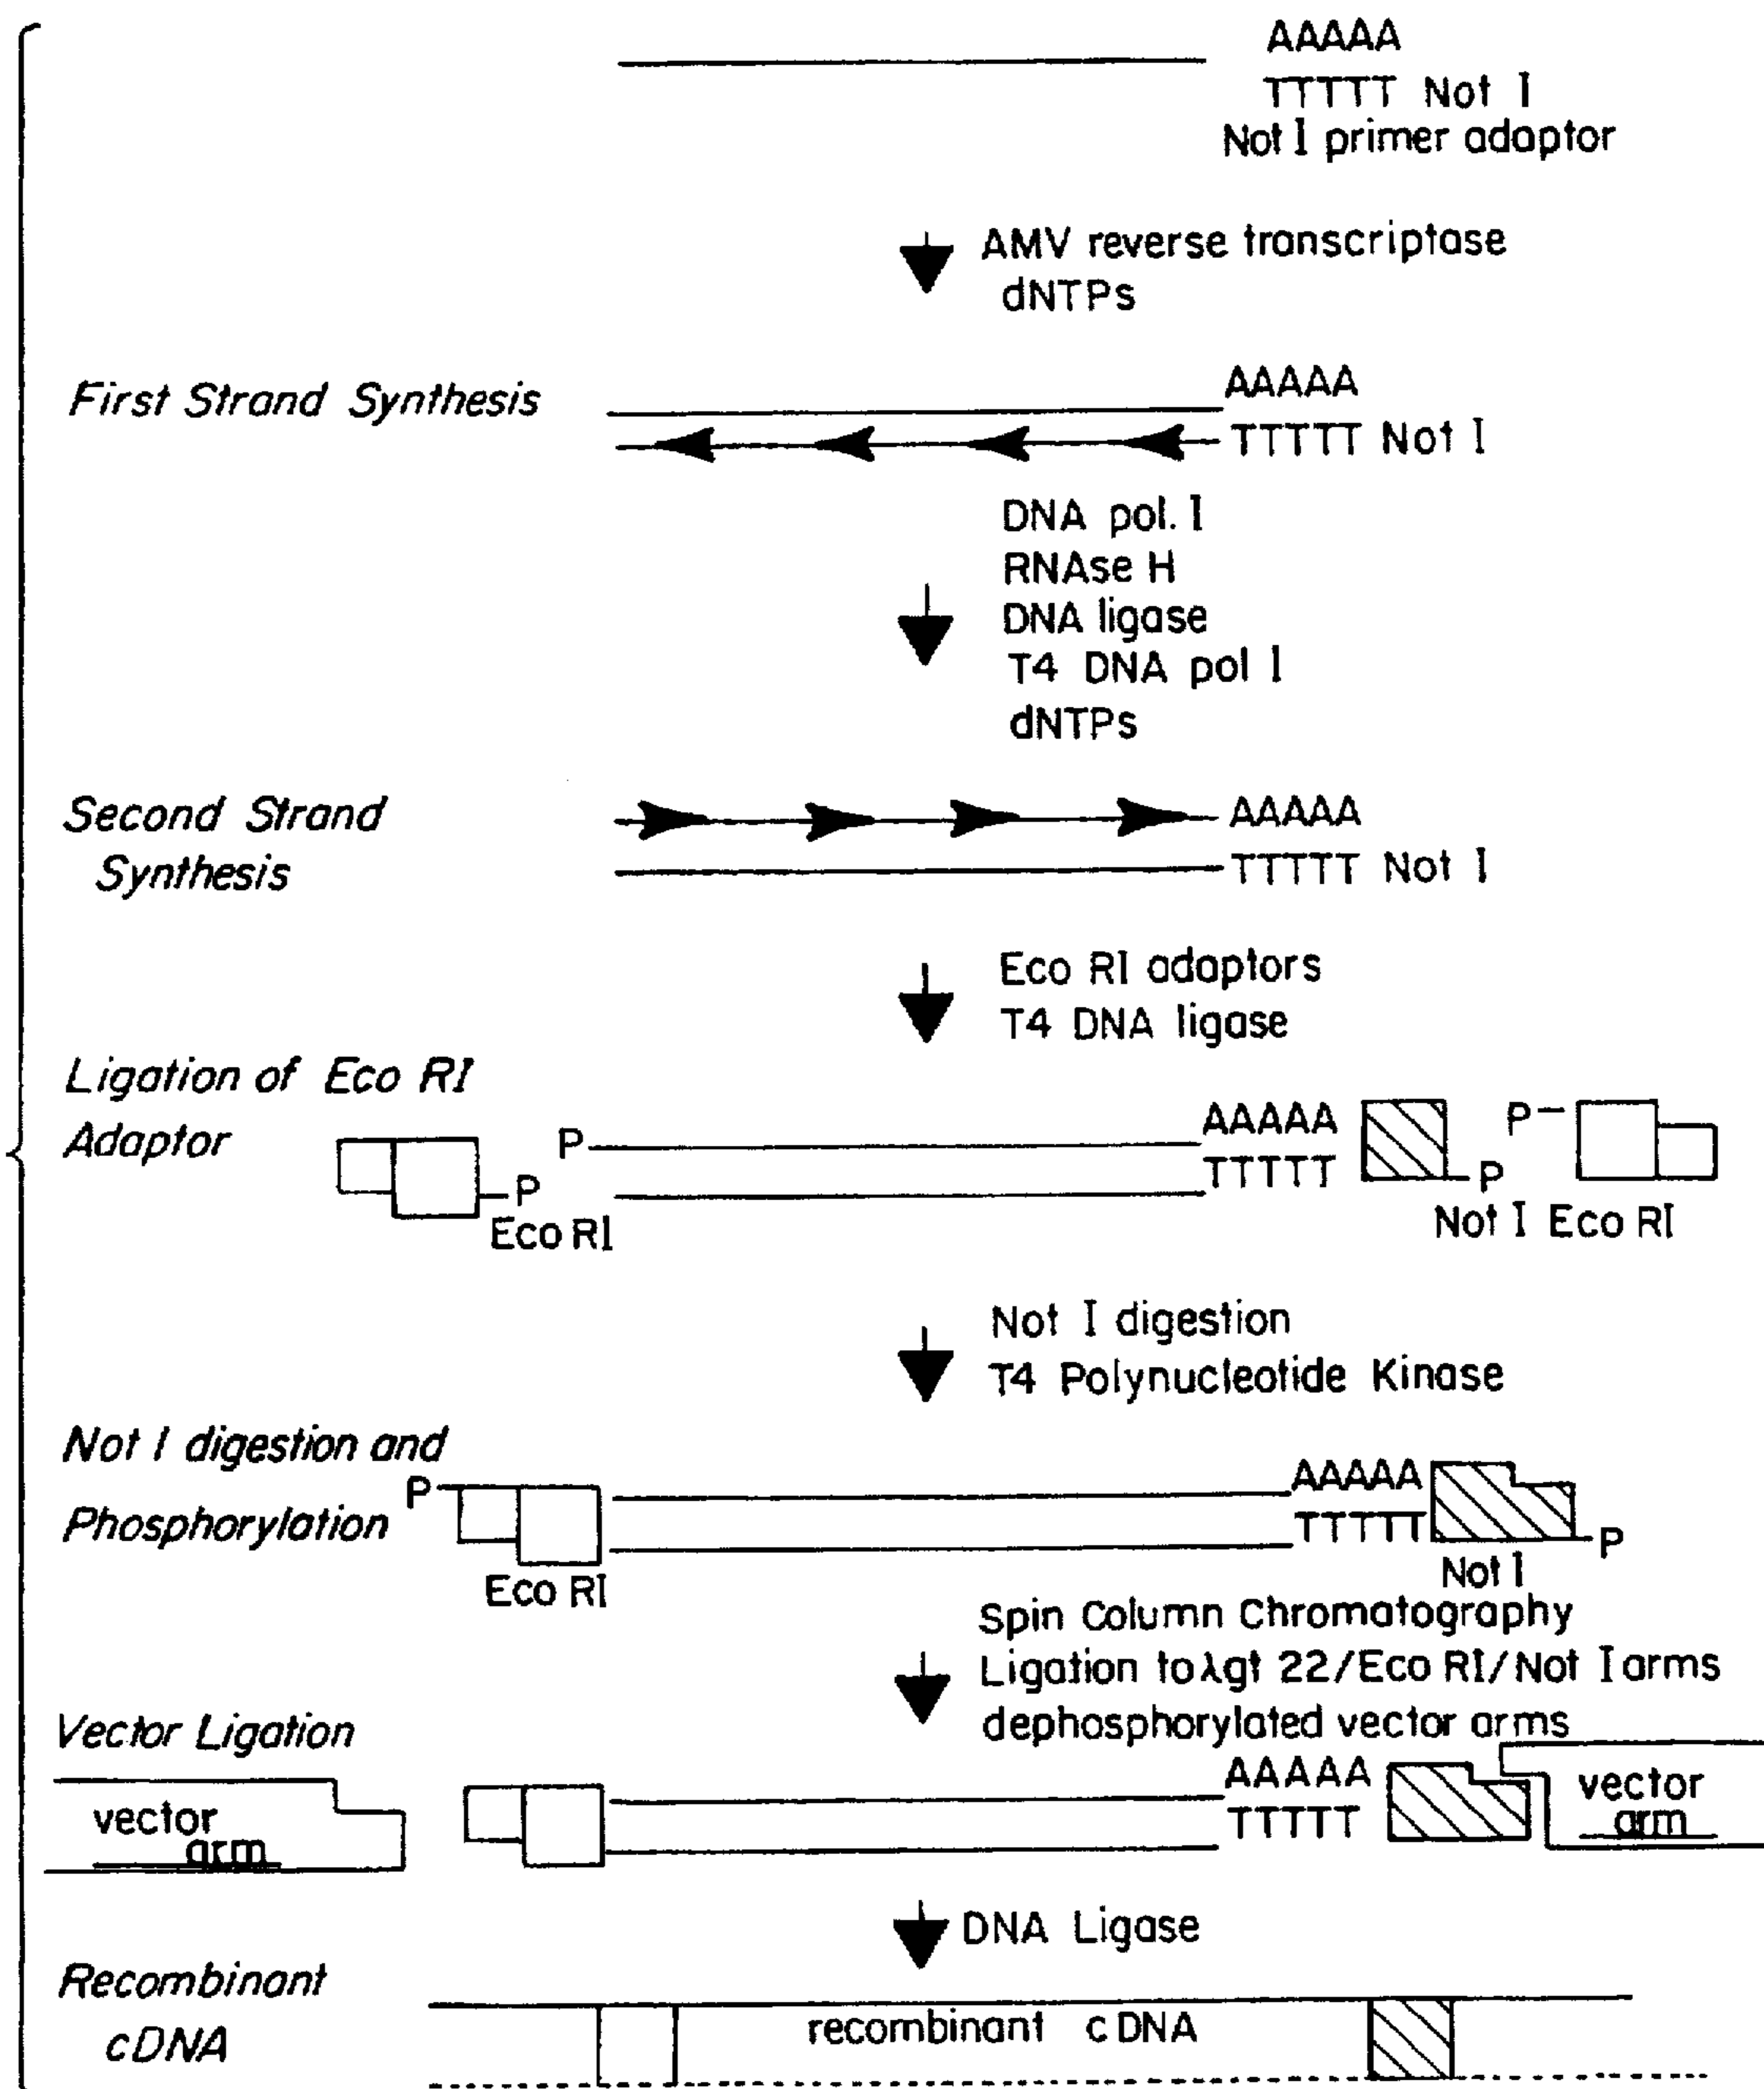 AAAAA
TTTTT Not I
Not I primer adaptor
AMV reverse transcriptase
dNTPs
First Strand Synthesis
AAAAA
TTTTT Not I
DNA pol. I
RNAse H
DNA ligase
T4 DNA pol I
dNTPs
Second Strand
Synthesis
AAAAA
TTTTT Not I
Eco RI adaptors
T4 DNA ligase
Ligation of Eco RI
Adaptor
P
Eco RI
P
AAAAA
TTTTT
P
P
Not I Eco RI
Not I digestion
T4 Polynucleotide Kinase
Not I digestion and
Phosphorylation
P
Eco RI
AAAAA
TTTTT
P
Not I
Spin Column Chromatography
Ligation to λgt 22/Eco RI/Not I arms
dephosphorylated vector arms
Vector Ligation
vector
arm
AAAAA
TTTTT
vector
arm
DNA Ligase
Recombinant
cDNA
recombinant cDNA